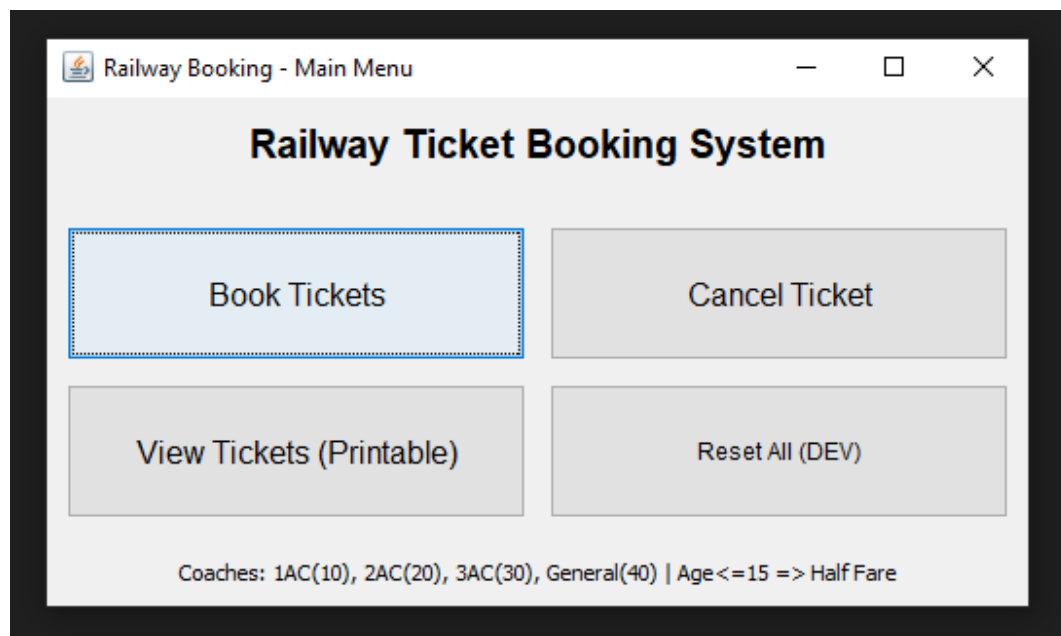 Railway Booking - Main Menu
Railway Ticket Booking System
Book Tickets
Cancel Ticket
View Tickets (Printable)
Reset All (DEV)
Coaches: 1AC(10), 2AC(20), 3AC(30), General(40) | Age<=15 => Half Fare